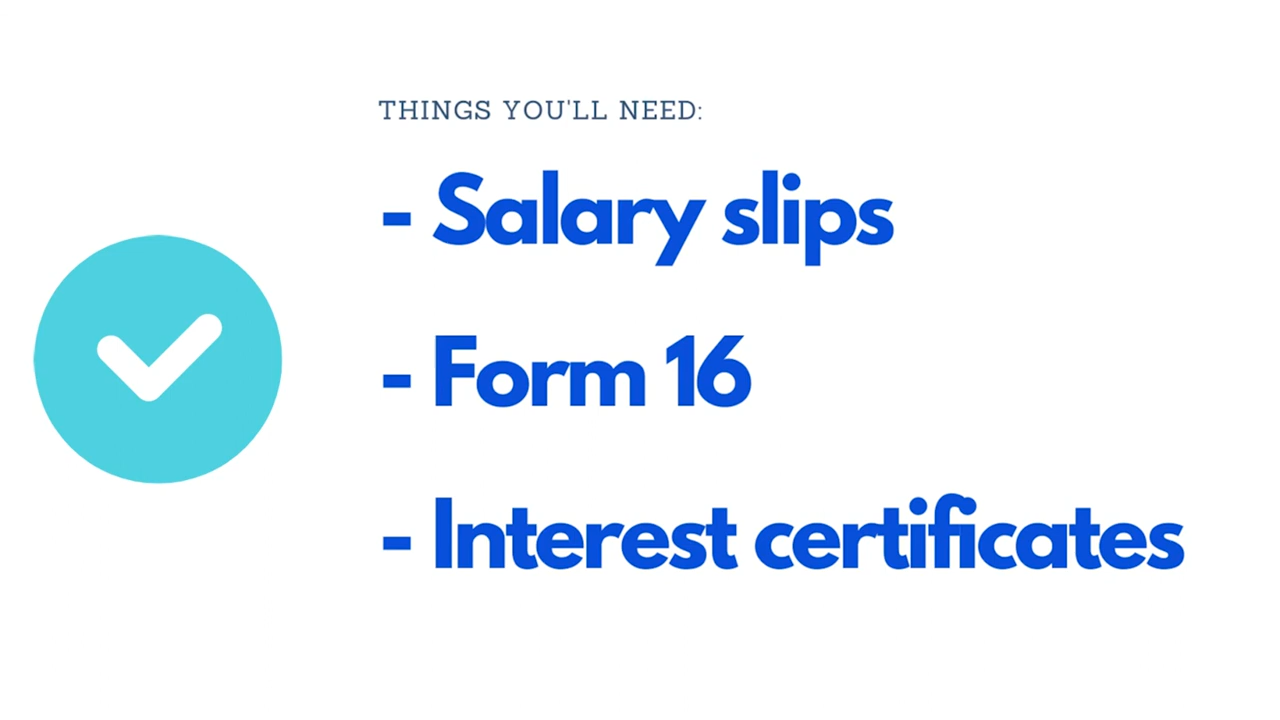 THINGS YOU'LL NEED:
- Salary slips
- Form 16
- Interest certificates